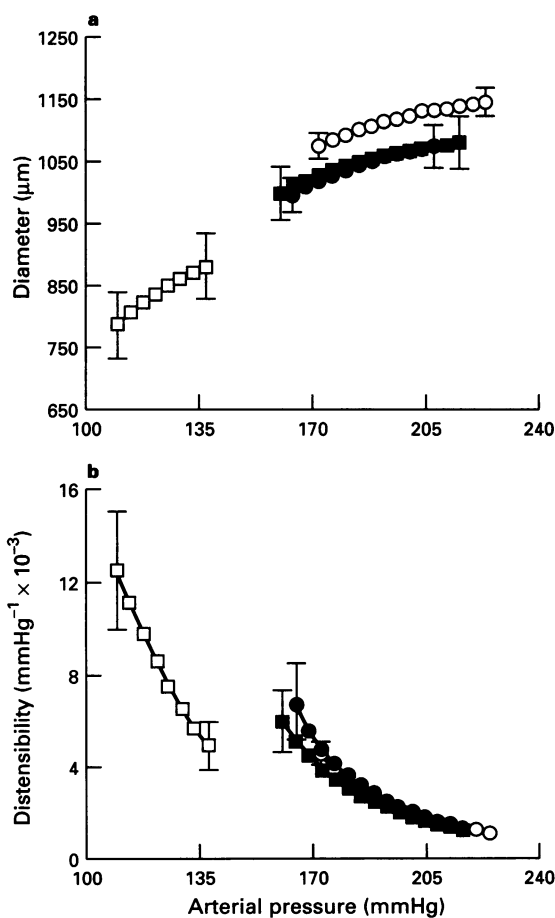 a
1250
1150
1050
950
850
750
650
Diameter (μm)
100 135 170 205 240
b
16
12
8
4
0
Distensibility (mmHg⁻¹ × 10⁻³)
100 135 170 205 240
Arterial pressure (mmHg)